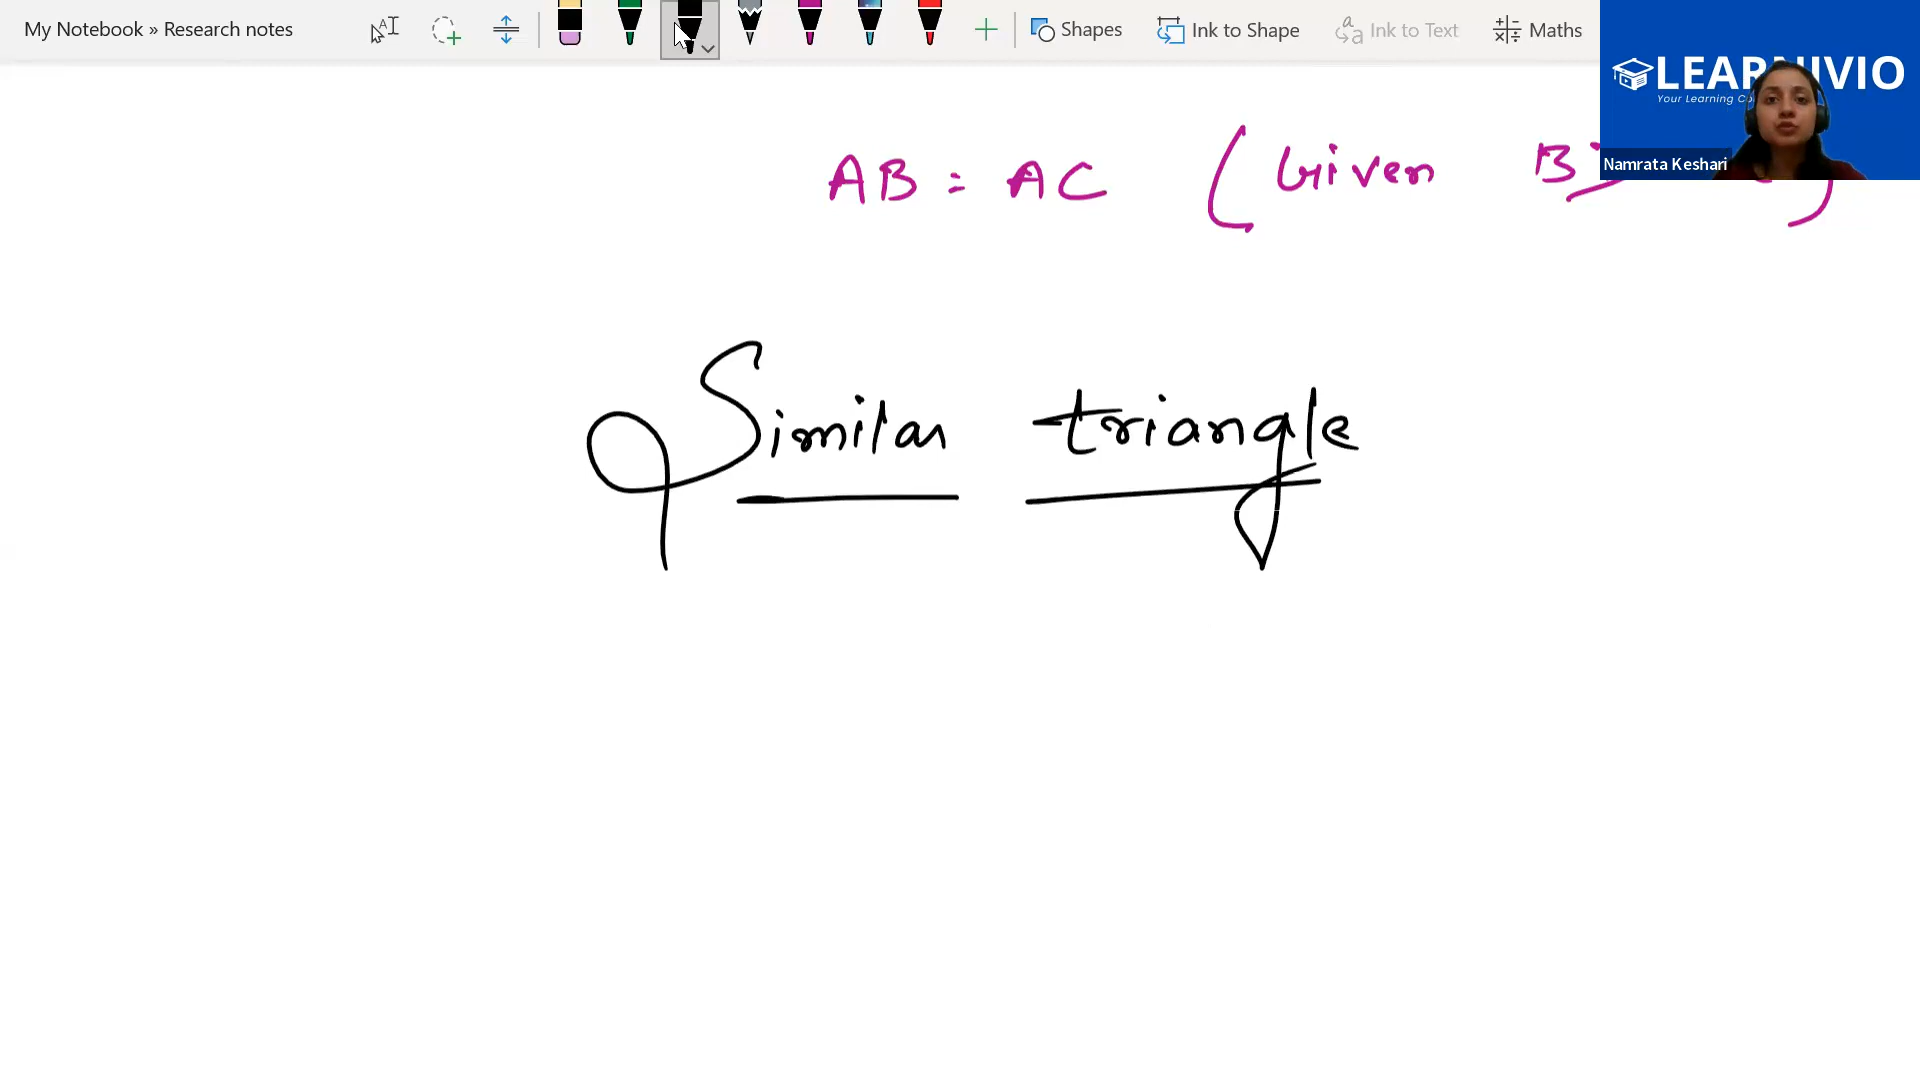 My Notebook » Research notes
Shapes
Ink to Shape
Ink to Text
Maths
LEARNIVIO
Your Learning
Namrata Keshari
AB = AC (Given B
Similar triangle